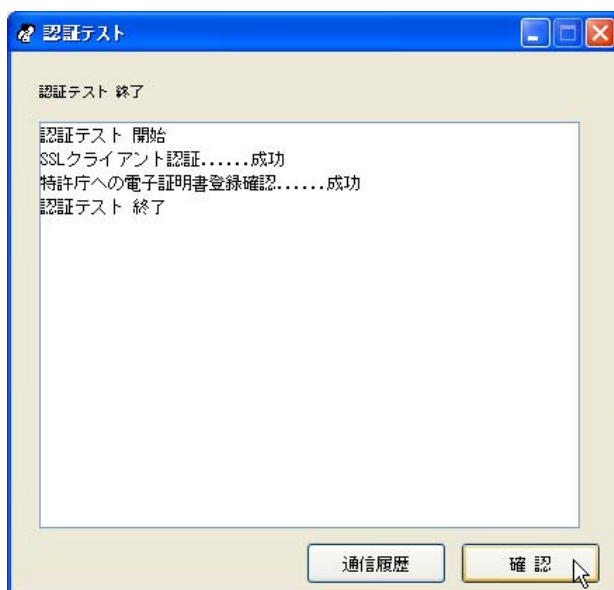 認証テスト
認証テスト 終了
認証テスト 開始
SSLクライアント認証......成功
特許庁への電子証明書登録確認......成功
認証テスト 終了
通信履歴
確 認